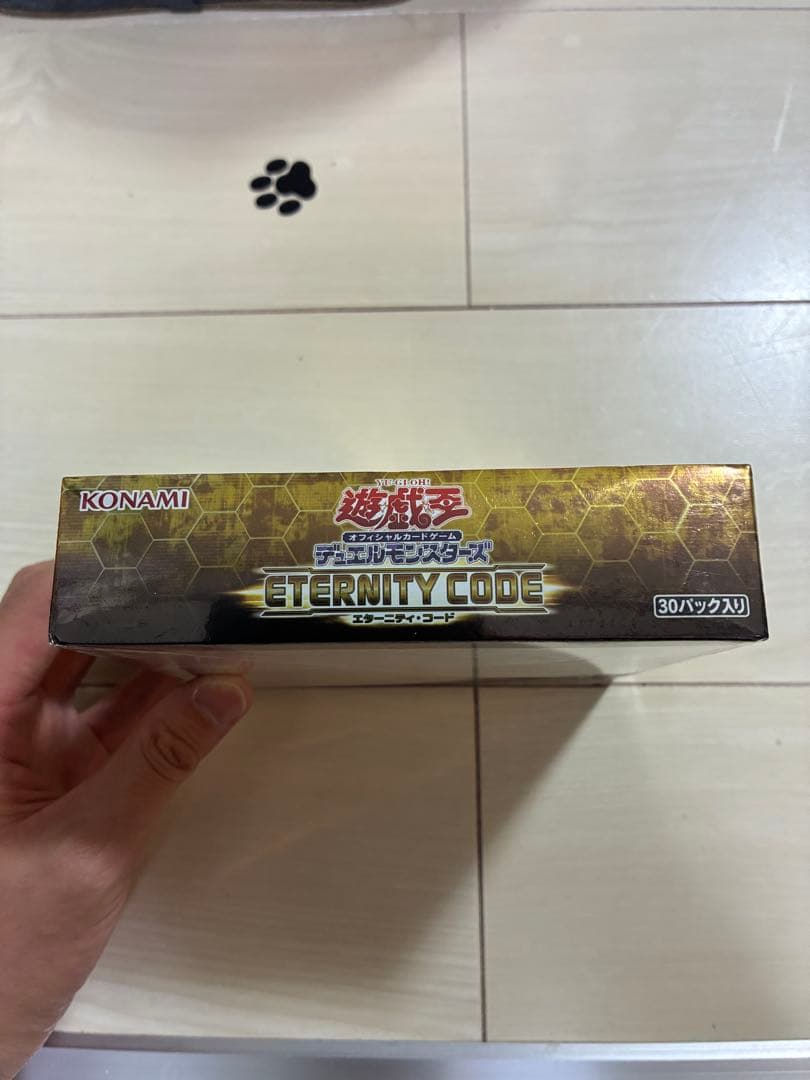 KONAMI
YU-GI-OH!
遊戯王
オフィシャルカードゲーム
デュエルモンスターズ
ETERNITY CODE
エターニティ・コード
30パック入り